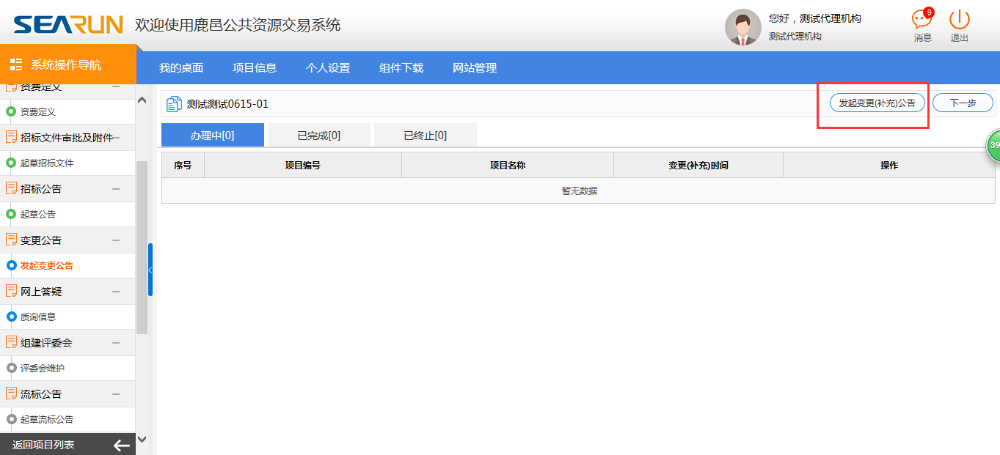 SEARUN 欢迎使用鹿邑公共资源交易系统
您好，测试代理机构
测试代理机构
9
消息
退出
系统操作导航
我的桌面 项目信息 个人设置 组件下载 网站管理
资费定义
资费定义
招标文件审批及附件
起草招标文件
招标公告
起草公告
变更公告
发起变更公告
网上答疑
质询信息
组建评委会
评委会维护
流标公告
起草流标公告
返回项目列表
测试测试0615-01
发起变更(补充)公告 下一步
办理中[0] 已完成[0] 已终止[0]
39
序号 项目编号 项目名称 变更(补充)时间 操作
暂无数据